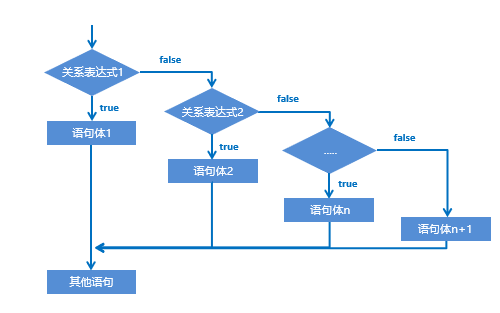 false
关系表达式1
true
false
关系表达式2
语句体1
false
true
.....
语句体2
true
语句体n
语句体n+1
其他语句